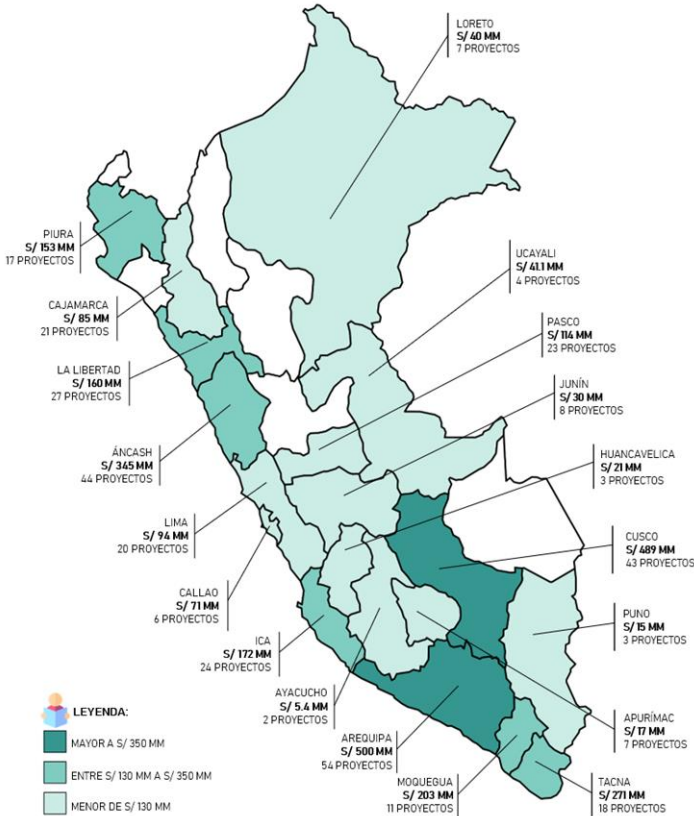 LORETO
S/ 40 MM
7 PROYECTOS
PIURA
S/ 153 MM
17 PROYECTOS
UCAYALI
S/ 41.1 MM
4 PROYECTOS
CAJAMARCA
S/ 85 MM
21 PROYECTOS
PASCO
S/ 114 MM
23 PROYECTOS
LA LIBERTAD
S/ 160 MM
27 PROYECTOS
JUNÍN
S/ 30 MM
8 PROYECTOS
ÁNCASH
S/ 345 MM
44 PROYECTOS
HUANCAVELICA
S/ 21 MM
3 PROYECTOS
LIMA
S/ 94 MM
20 PROYECTOS
CUSCO
S/ 489 MM
43 PROYECTOS
CALLAO
S/ 71 MM
6 PROYECTOS
PUNO
S/ 15 MM
3 PROYECTOS
ICA
S/ 172 MM
24 PROYECTOS
AYACUCHO
S/ 5.4 MM
2 PROYECTOS
APURÍMAC
S/ 17 MM
7 PROYECTOS
AREQUIPA
S/ 500 MM
54 PROYECTOS
MOQUEGUA
S/ 203 MM
11 PROYECTOS
TACNA
S/ 271 MM
18 PROYECTOS
LEYENDA:
MAYOR A S/ 350 MM
ENTRE S/ 130 MM A S/ 350 MM
MENOR DE S/ 130 MM